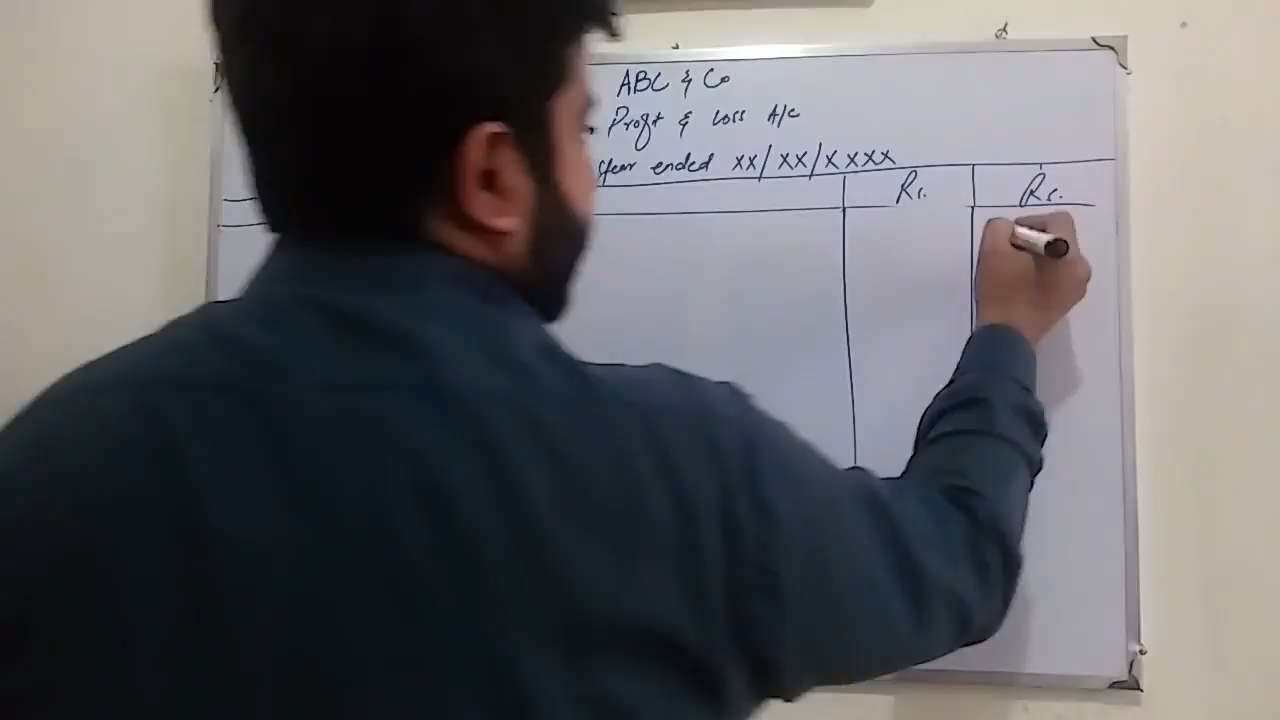 ABC & Co
Profit & Loss A/c
year ended XX/XX/XXXX
Rs. Rs.